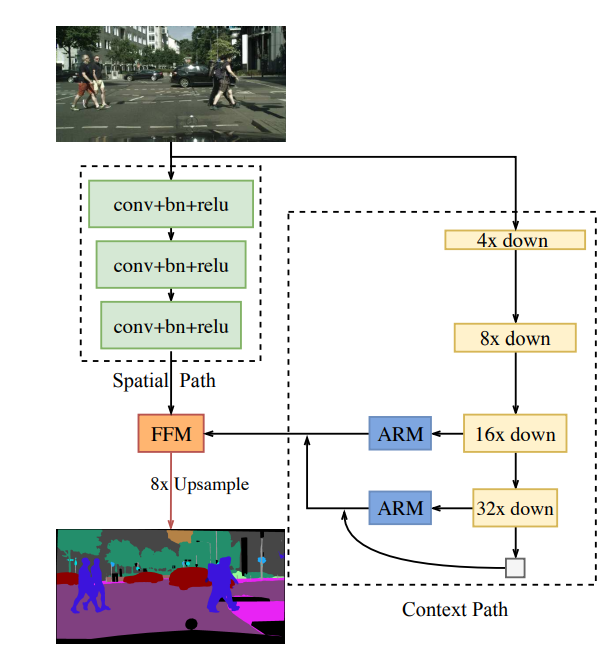 conv+bn+relu
conv+bn+relu
conv+bn+relu
Spatial Path
4x down
8x down
FFM
ARM
16x down
8x Upsample
ARM
32x down
Context Path